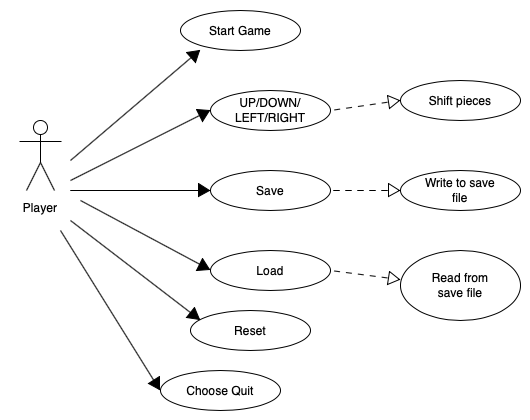 Start Game
UP/DOWN/
LEFT/RIGHT
Shift pieces
Player
Save
Write to save
file
Load
Read from
save file
Reset
Choose Quit